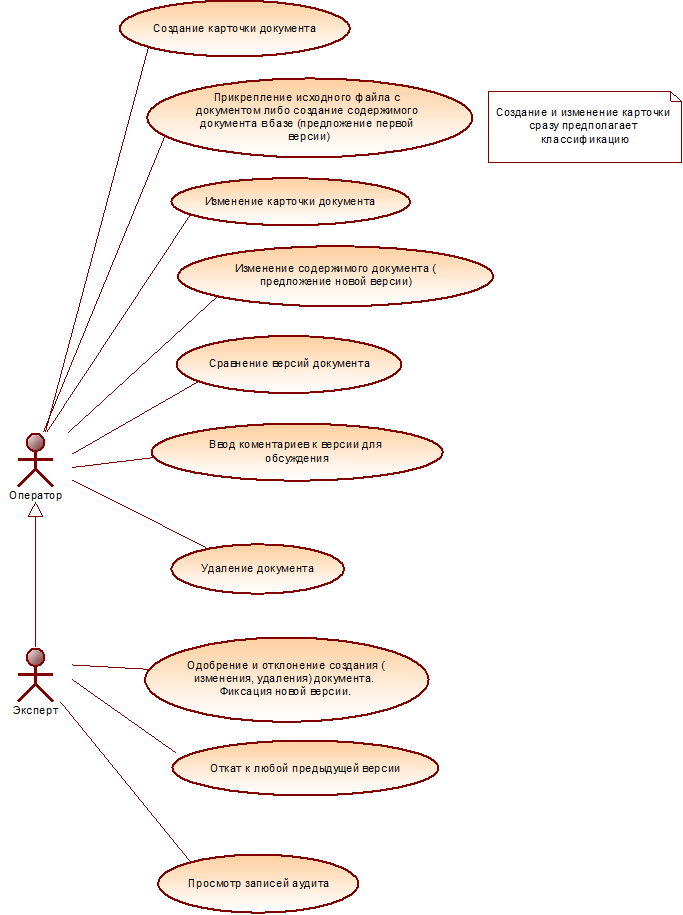 Создание карточки документа
Прикрепление исходного файла с
документом либо создание содержимого
документа в базе (предложение первой
версии)
Создание и изменение карточки
сразу предполагает
классификацию
Изменение карточки документа
Изменение содержимого документа (
предложение новой версии)
Сравнение версий документа
Ввод коментариев к версии для
обсуждения
Оператор
Удаление документа
Одобрение и отклонение создания (
изменения, удаления) документа.
Фиксация новой версии.
Эксперт
Откат к любой предыдущей версии
Просмотр записей аудита